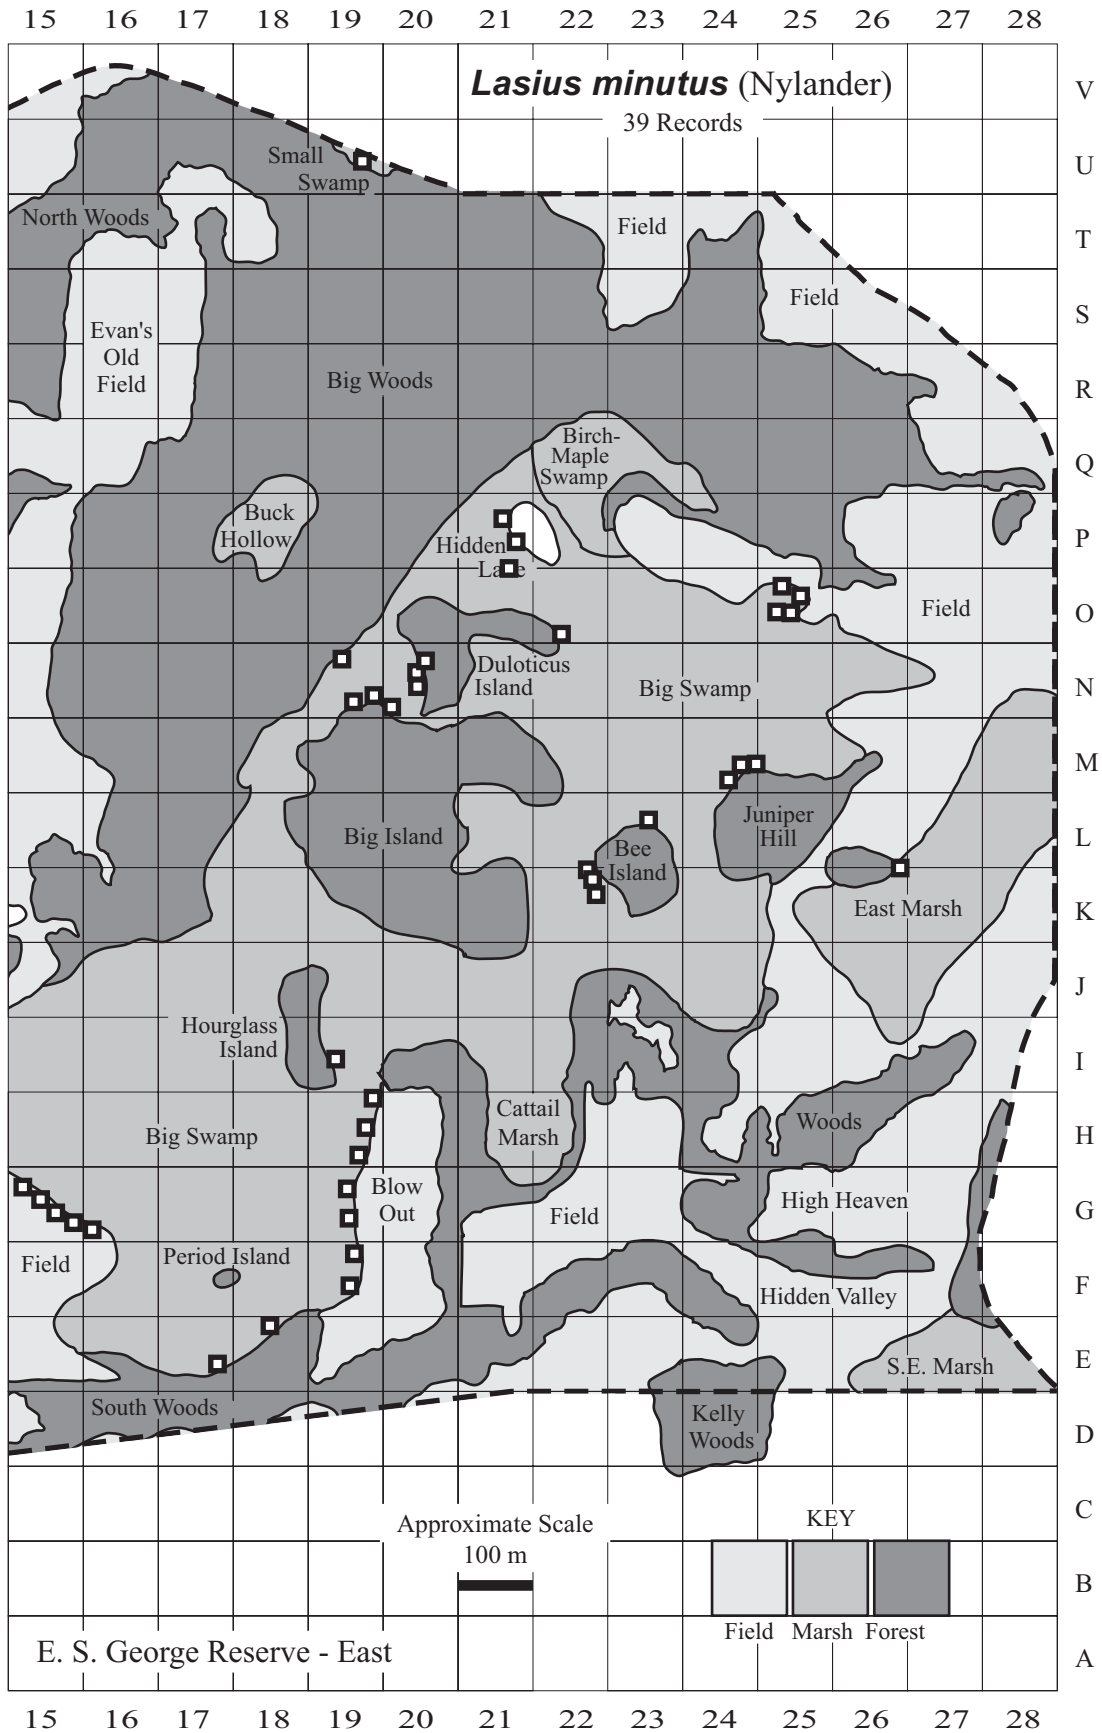 15 16 17 18 19 20 21 22 23 24 25 26 27 28
Lasius minutus (Nylander)
39 Records
V
U
T
S
R
Q
P
O
N
M
L
K
J
I
H
G
F
E
D
C
B
A
Small
Swamp
North Woods
Field
Field
Evan's
Old
Field
Big Woods
Birch-
Maple
Swamp
Buck
Hollow
Hidden
Lake
Field
Duloticus
Island
Big Swamp
Juniper
Hill
Big Island
Bee
Island
East Marsh
Hourglass
Island
Cattail
Marsh
Woods
Big Swamp
Blow
Out
High Heaven
Field
Field
Period Island
Hidden Valley
S.E. Marsh
South Woods
Kelly
Woods
Approximate Scale
100 m
KEY
Field Marsh Forest
E. S. George Reserve - East
15 16 17 18 19 20 21 22 23 24 25 26 27 28